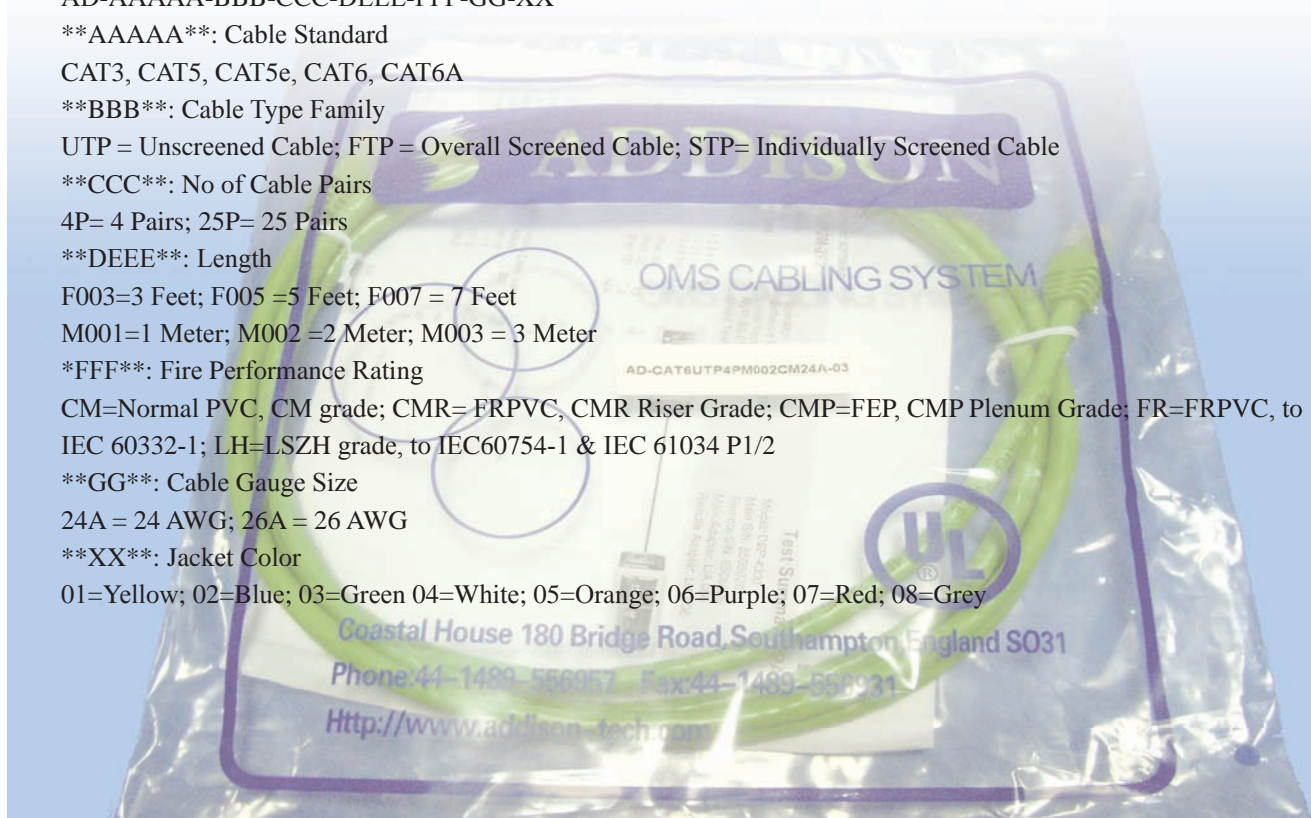 AD-AAAAA-BBB-CCC-DEEE-FFF-GG-XX
**AAAAA**: Cable Standard
CAT3, CAT5, CAT5e, CAT6, CAT6A
**BBB**: Cable Type Family
UTP = Unscreened Cable; FTP = Overall Screened Cable; STP= Individually Screened Cable
**CCC**: No of Cable Pairs
4P= 4 Pairs; 25P= 25 Pairs
**DEEE**: Length
F003=3 Feet; F005 =5 Feet; F007 = 7 Feet
M001=1 Meter; M002 =2 Meter; M003 = 3 Meter
*FFF**: Fire Performance Rating
CM=Normal PVC, CM grade; CMR= FRPVC, CMR Riser Grade; CMP=FEP, CMP Plenum Grade; FR=FRPVC, to
IEC 60332-1; LH=LSZH grade, to IEC60754-1 & IEC 61034 P1/2
**GG**: Cable Gauge Size
24A = 24 AWG; 26A = 26 AWG
**XX**: Jacket Color
01=Yellow; 02=Blue; 03=Green 04=White; 05=Orange; 06=Purple; 07=Red; 08=Grey
ADDISON
OMS CABLING SYSTEM
AD-CAT6UTP4PM002CM24A-03
UL
®
Test
Coastal House 180 Bridge Road,Southampton,England SO31
Phone:44-1489-556957 Fax:44-1489-556931
Http://www.addison-tech.com